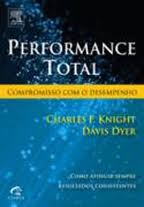 PERFORMANCE
TOTAL
COMPROMISSO COM O DESEMPENHO
CHARLES F. KNIGHT
DAVIS DYER
COMO ATINGIR SEMPRE
RESULTADOS CONSISTENTES